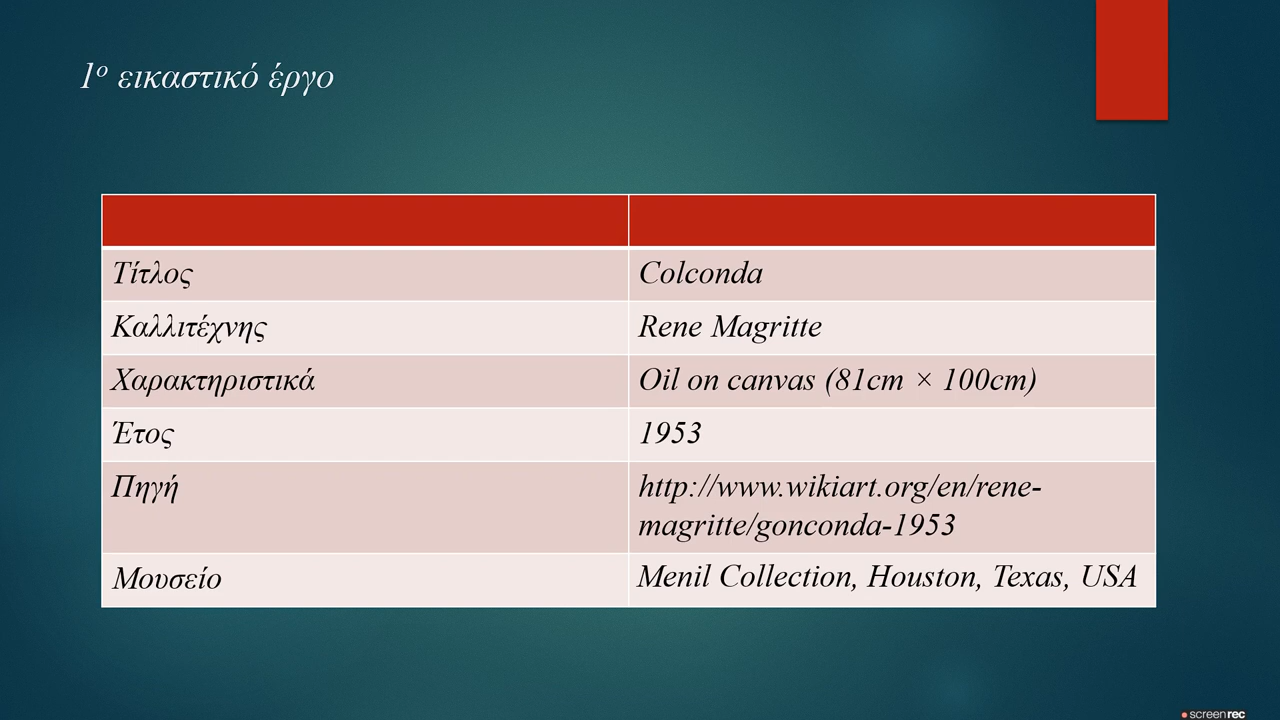 1ο εικαστικό έργο
Τίτλος Colconda
Καλλιτέχνης Rene Magritte
Χαρακτηριστικά Oil on canvas (81cm × 100cm)
Έτος 1953
Πηγή http://www.wikiart.org/en/rene-
magritte/gonconda-1953
Μουσείο Menil Collection, Houston, Texas, USA
screenrec